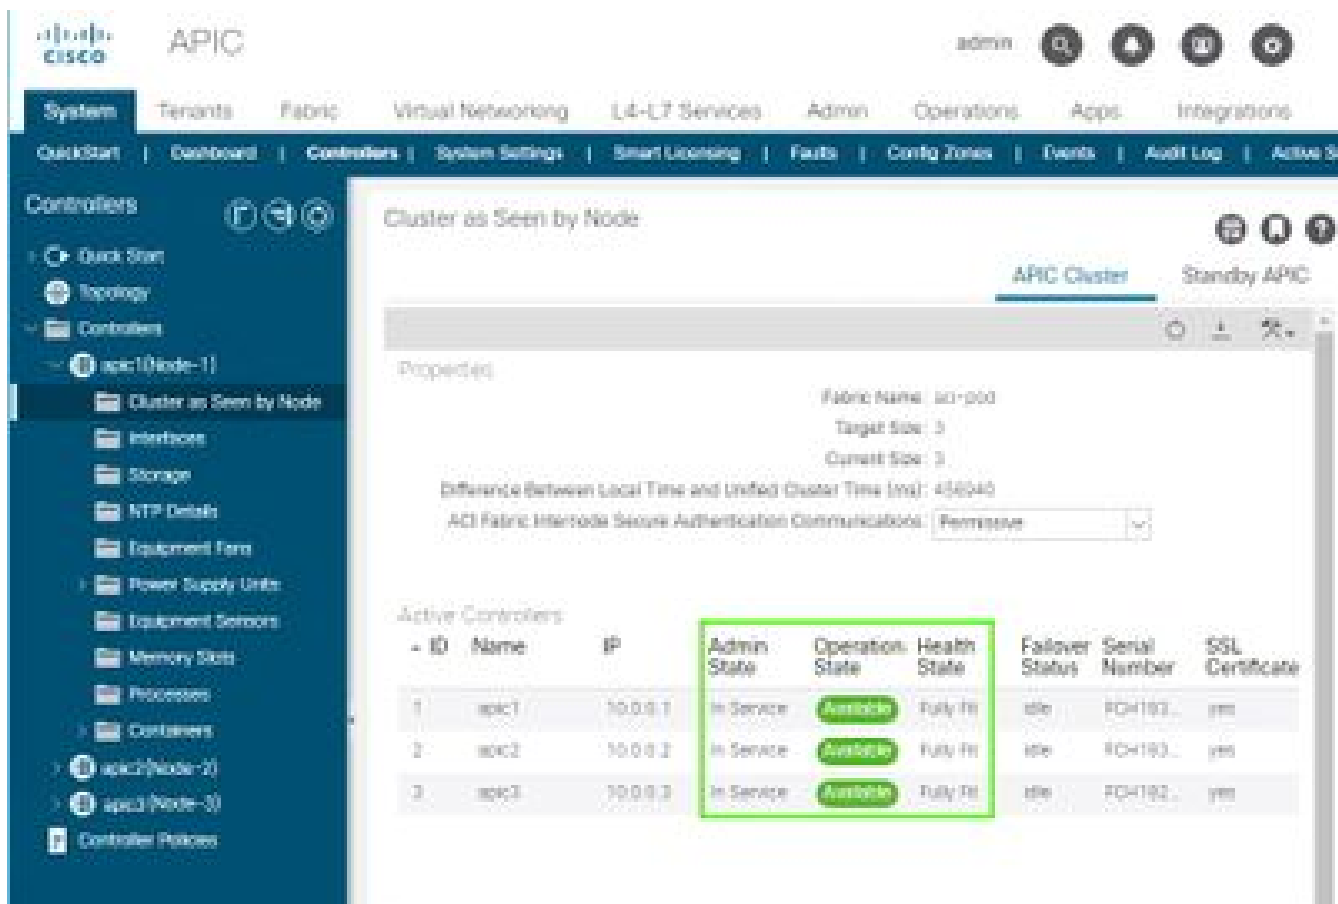 CISCO APIC admin
System Tenants Fabric Virtual Networking L4-L7 Services Admin Operations Apps Integrations
QuickStart | Dashboard | Controllers | System Settings | Smart Licensing | Faults | Config Zones | Events | Audit Log | Active S
Controllers
Quick Start
Topology
Controllers
apic1(Node-1)
Cluster as Seen by Node
Interfaces
Storage
NTP Details
Equipment Fans
Power Supply Units
Equipment Sensors
Memory Slots
Processes
Containers
apic2(Node-2)
apic3(Node-3)
Controller Policies
Cluster as Seen by Node
APIC Cluster Standby APIC
Properties
Fabric Name: aci-pod
Target Size: 3
Current Size: 3
Difference Between Local Time and Unified Cluster Time (ms):
ACI Fabric Internode Secure Authentication Communications: Permissive
Active Controllers
ID Name IP Admin State Operation State Health State Failover Status Serial Number SSL Certificate
1 apic1 10.0.0.1 In Service Available Fully Fit idle yes
2 apic2 10.0.0.2 In Service Available Fully Fit idle yes
3 apic3 10.0.0.3 In Service Available Fully Fit idle yes